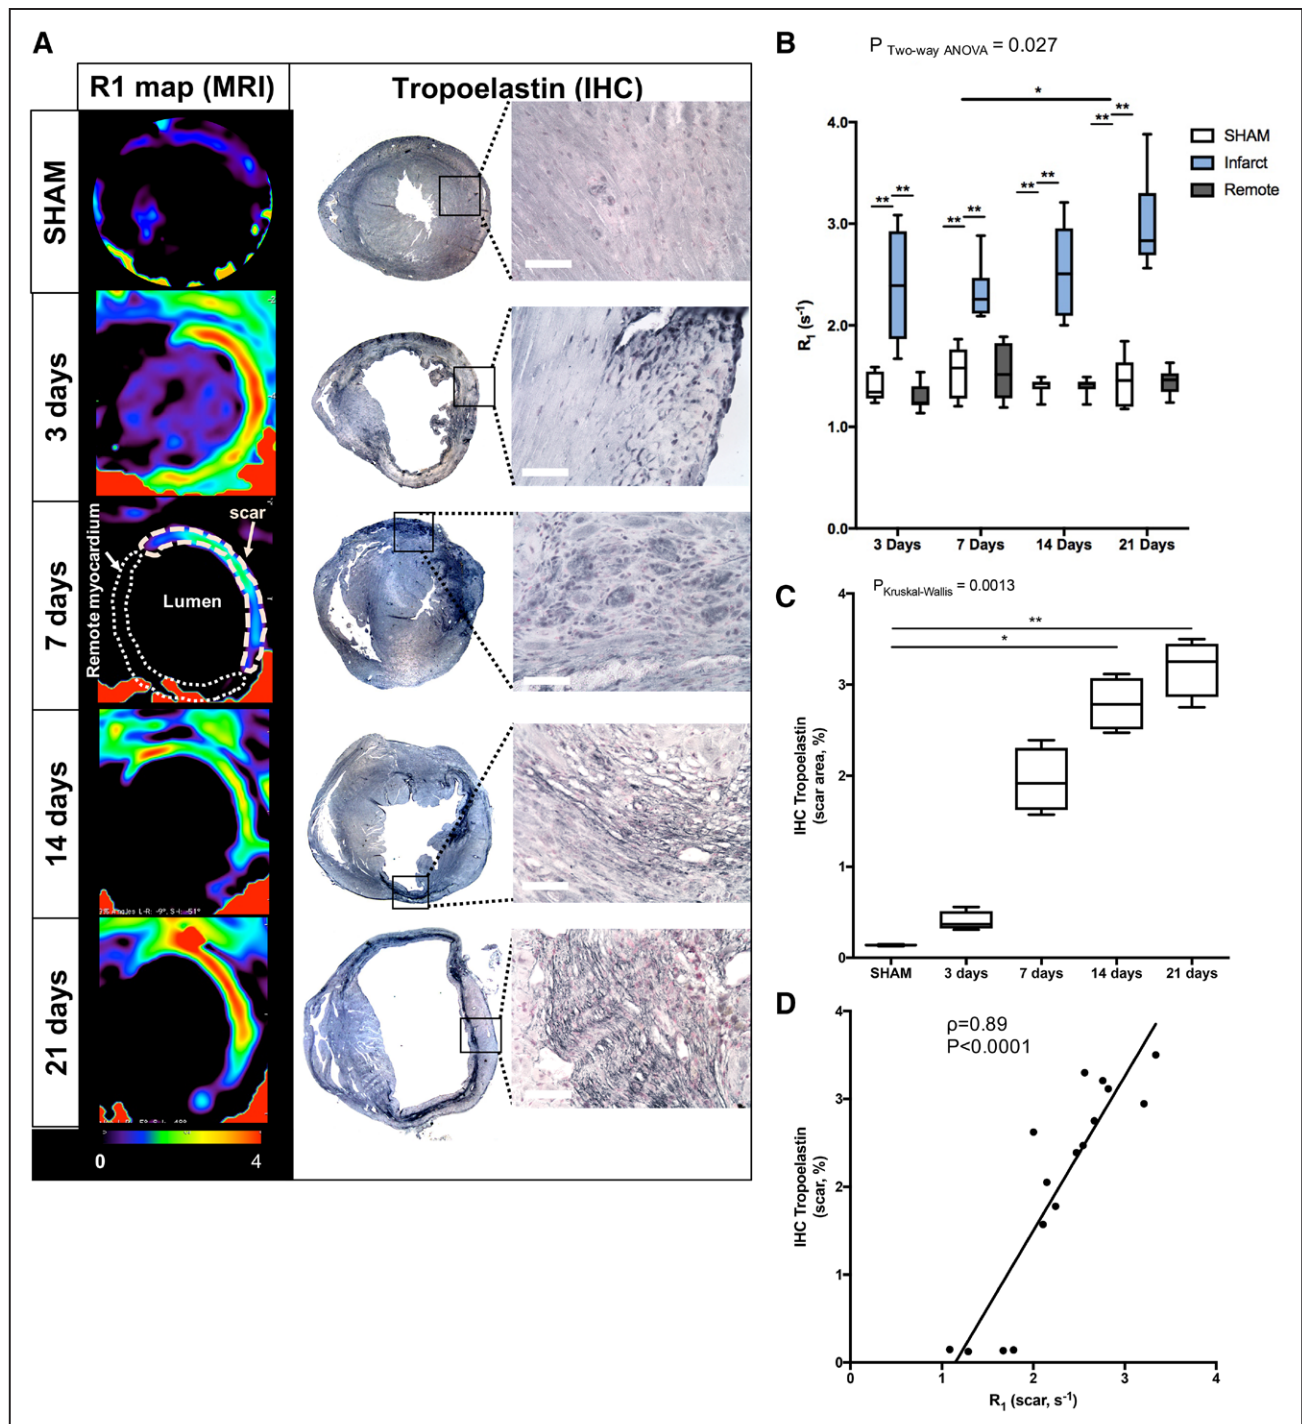 A
R1 map (MRI)
Tropoelastin (IHC)
SHAM
3 days
7 days
Remote myocardium
scar
Lumen
14 days
21 days
0
4
B
P Two-way ANOVA = 0.027
*
** **
** **
** **
** **
4.0
3.0
2.0
1.0
0.0
R1 (s-1)
3 Days 7 Days 14 Days 21 Days
SHAM
Infarct
Remote
C
PKruskal-Wallis = 0.0013
**
*
4
3
2
1
0
IHC Tropoelastin
(scar area, %)
SHAM 3 days 7 days 14 days 21 days
D
ρ=0.89
P<0.0001
4
3
2
1
0
IHC Tropoelastin
(scar, %)
0 1 2 3 4
R1 (scar, s-1)